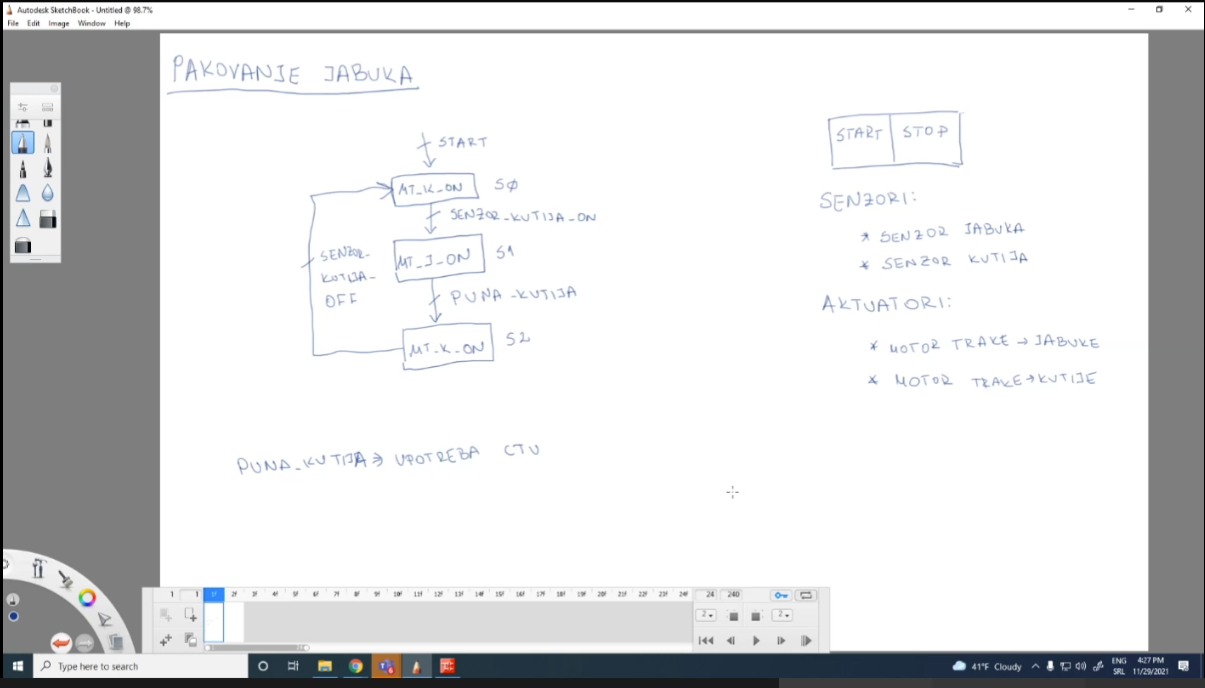 Autodesk SketchBook - Untitled @ 98.7%
File Edit Image Window Help
PAKOVANJE JABUKA
START
MT_K_ON S0
SENZOR_KUTIJA_ON
MT_J_ON S1
SENZOR-
KUTIJA-
OFF
PUNA_KUTIJA
MT_K_ON S2
PUNA_KUTIJA => UPOTREBA CTU
START STOP
SENZORI:
* SENZOR JABUKA
* SENZOR KUTIJA
AKTUATORI:
* MOTOR TRAKE → JABUKE
* MOTOR TRAKE → KUTIJE
1 1 1F 2F 3F 4F 5F 6F 7F 8F 9F 10F 11F 12F 13F 14F 15F 16F 17F 18F 19F 20F 21F 22F 23F 24F 24 240
2 2
Type here to search
41°F Cloudy
ENG
SRL
4:27 PM
11/29/2021